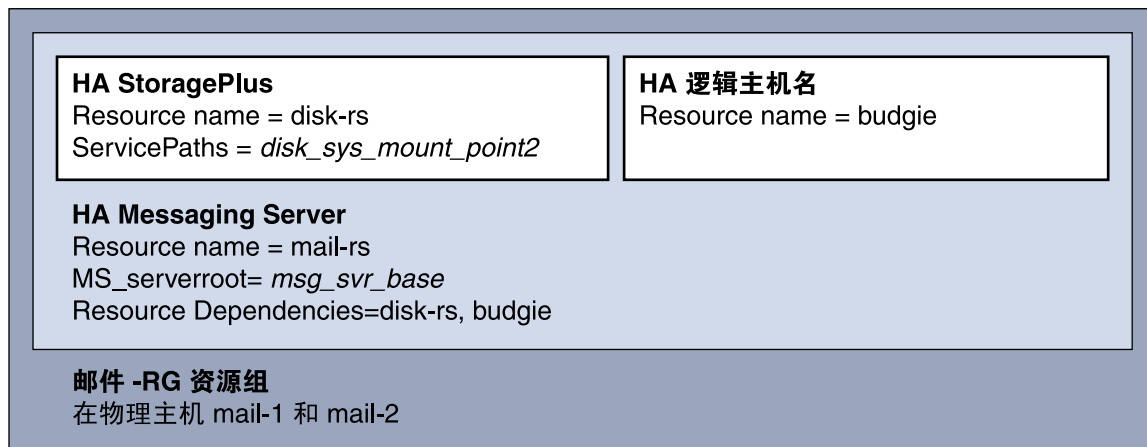 HA StoragePlus
Resource name = disk-rs
ServicePaths = disk_sys_mount_point2
HA 逻辑主机名
Resource name = budgie
HA Messaging Server
Resource name = mail-rs
MS_serverroot= msg_svr_base
Resource Dependencies=disk-rs, budgie
邮件 -RG 资源组
在物理主机 mail-1 和 mail-2